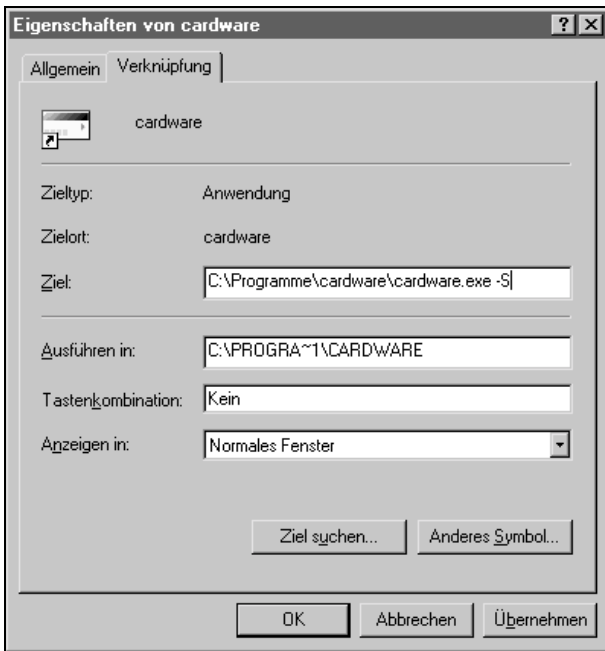 Eigenschaften von cardware
Allgemein Verknüpfung
cardware
Zieltyp: Anwendung
Zielort: cardware
Ziel: C:\Programme\cardware\cardware.exe -S
Ausführen in: C:\PROGRA~1\CARDWARE
Tastenkombination: Kein
Anzeigen in: Normales Fenster
Ziel suchen... Anderes Symbol...
OK Abbrechen Übernehmen